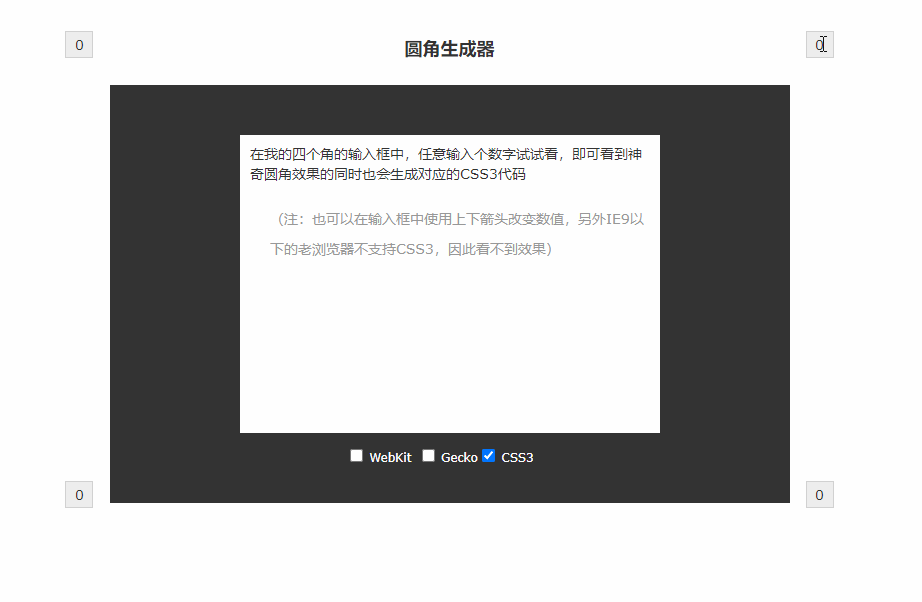 0
圆角生成器
0
在我的四个角的输入框中，任意输入个数字试试看，即可看到神
奇圆角效果的同时也会生成对应的CSS3代码
（注：也可以在输入框中使用上下箭头改变数值，另外IE9以
下的老浏览器不支持CSS3，因此看不到效果）
WebKit Gecko CSS3
0
0